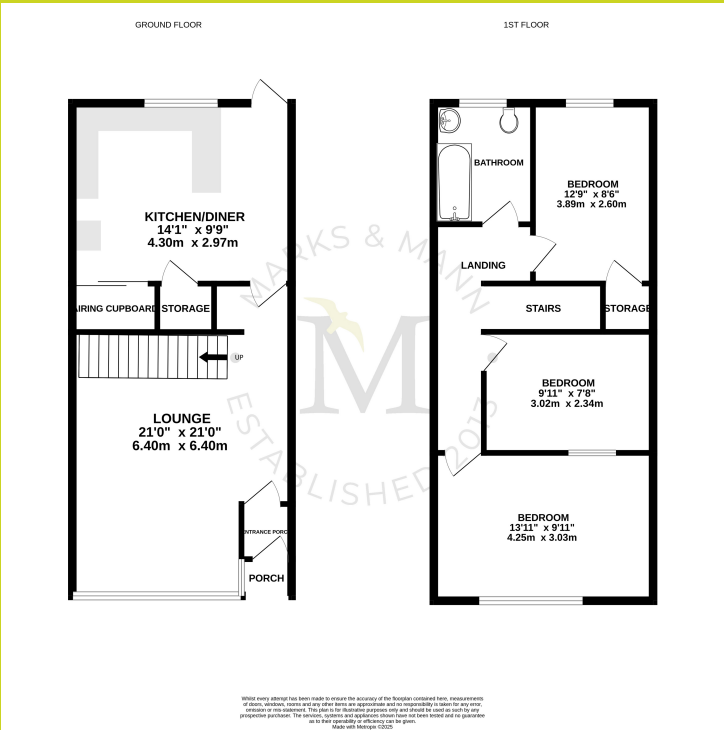 GROUND FLOOR
1ST FLOOR
KITCHEN/DINER
14'1" x 9'9"
4.30m x 2.97m
AIRING CUPBOARD
STORAGE
UP
LOUNGE
21'0" x 21'0"
6.40m x 6.40m
ENTRANCE PORCH
PORCH
BATHROOM
BEDROOM
12'9" x 8'6"
3.89m x 2.60m
LANDING
STAIRS
STORAGE
BEDROOM
9'11" x 7'8"
3.02m x 2.34m
BEDROOM
13'11" x 9'11"
4.25m x 3.03m
MARKS & MANN
M
ESTABLISHED 2013
Whilst every attempt has been made to ensure the accuracy of the floorplan contained here, measurements
of doors, windows, rooms and any other items are approximate and no responsibility is taken for any error,
omission or mis-statement. This plan is for illustrative purposes only and should be used as such by any
prospective purchaser. The services, systems and appliances shown have not been tested and no guarantee
as to their operability or efficiency can be given.
Made with Metropix ©2025